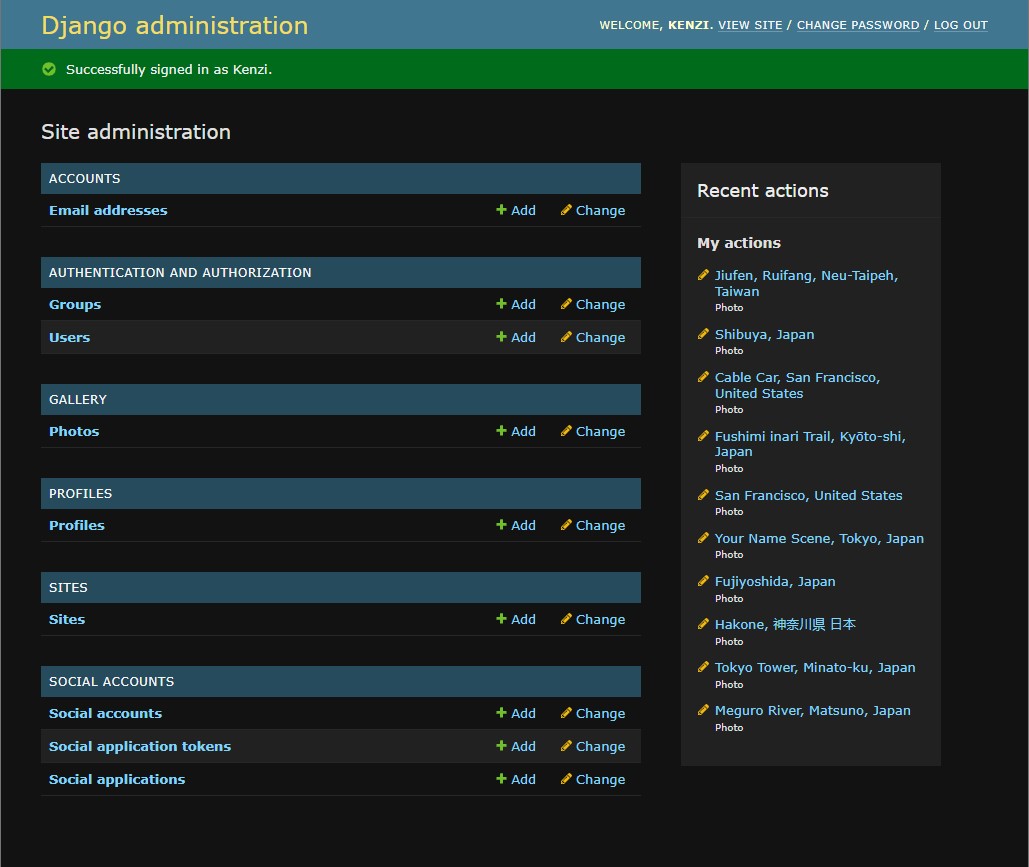 Django administration
WELCOME, KENZI. VIEW SITE / CHANGE PASSWORD / LOG OUT
Successfully signed in as Kenzi.
Site administration
ACCOUNTS
Email addresses Add Change
AUTHENTICATION AND AUTHORIZATION
Groups Add Change
Users Add Change
GALLERY
Photos Add Change
PROFILES
Profiles Add Change
SITES
Sites Add Change
SOCIAL ACCOUNTS
Social accounts Add Change
Social application tokens Add Change
Social applications Add Change
Recent actions
My actions
Jiufen, Ruifang, Neu-Taipeh,
Taiwan
Photo
Shibuya, Japan
Photo
Cable Car, San Francisco,
United States
Photo
Fushimi inari Trail, Kyōto-shi,
Japan
Photo
San Francisco, United States
Photo
Your Name Scene, Tokyo, Japan
Photo
Fujiyoshida, Japan
Photo
Hakone, 神奈川県 日本
Photo
Tokyo Tower, Minato-ku, Japan
Photo
Meguro River, Matsuno, Japan
Photo